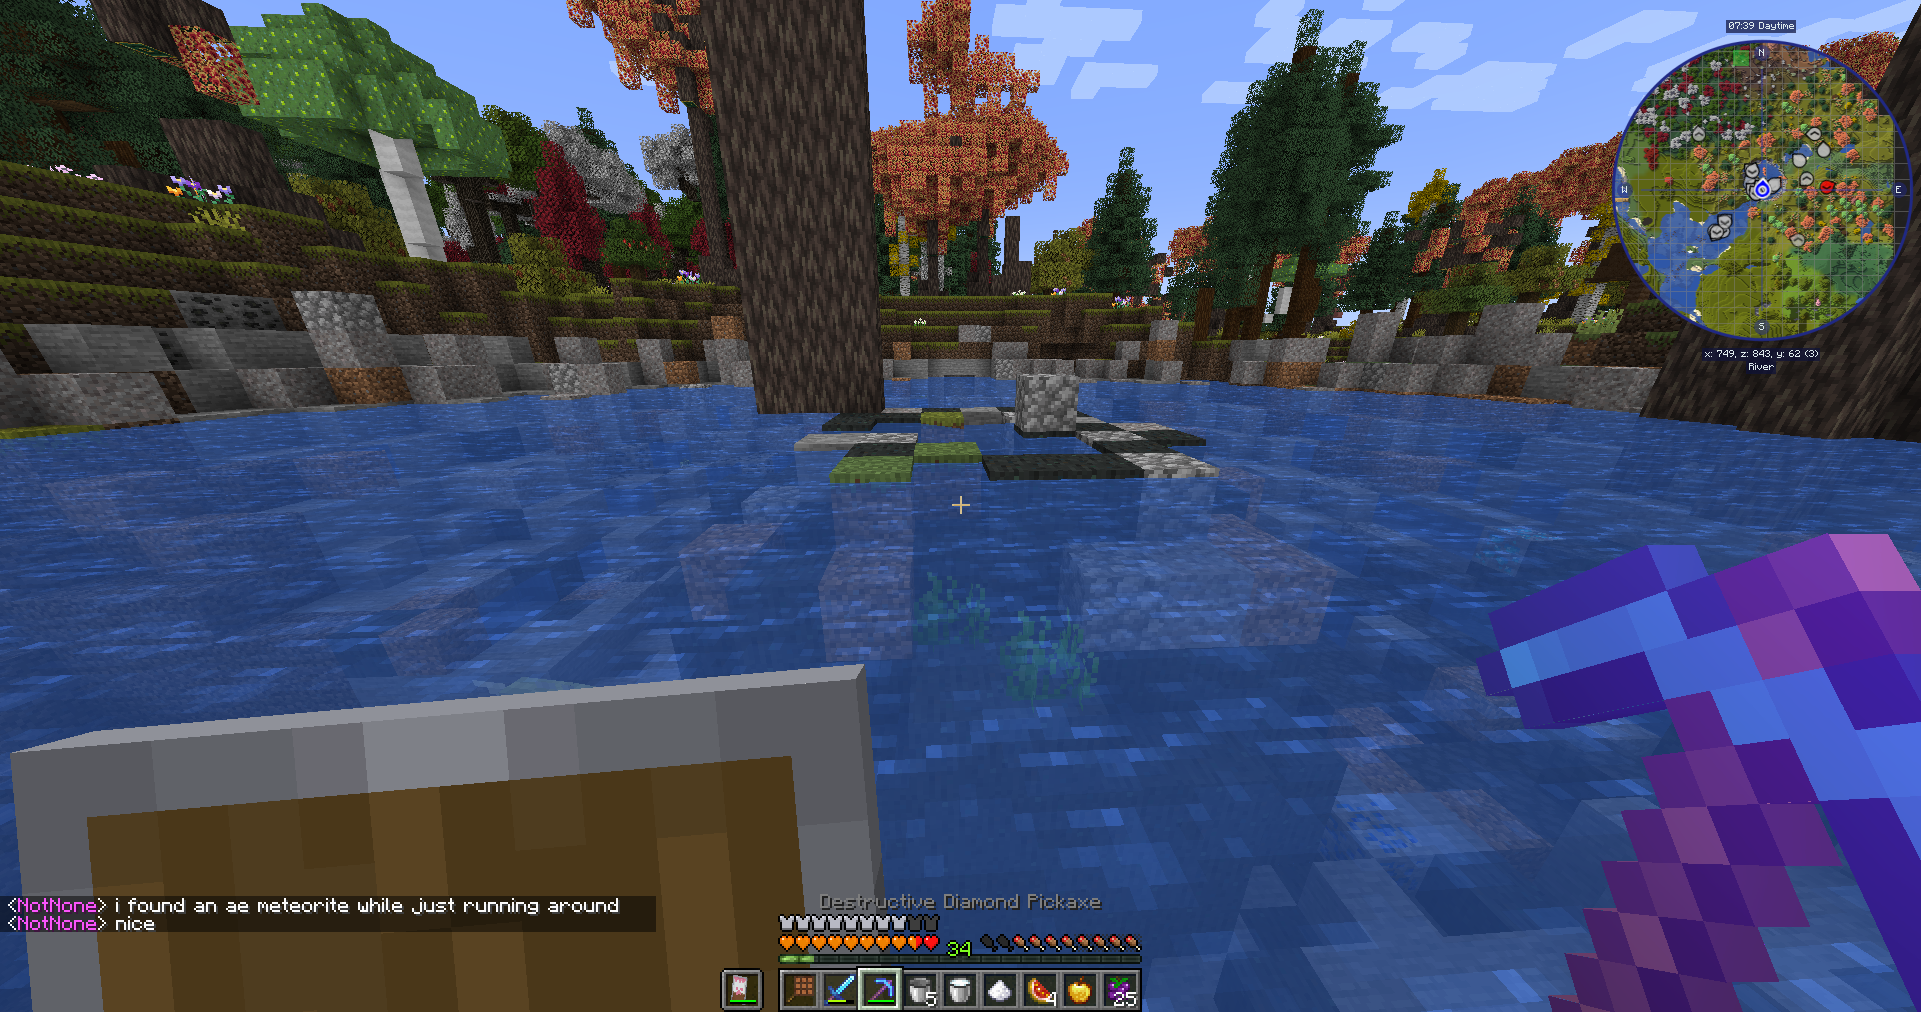 07:39 Daytime
N
W
E
S
x: 749, z: 843, y: 62 (3)
River
<NotNone> i found an ae meteorite while just running around
<NotNone> nice
Destructive Diamond Pickaxe
34
5
4
25